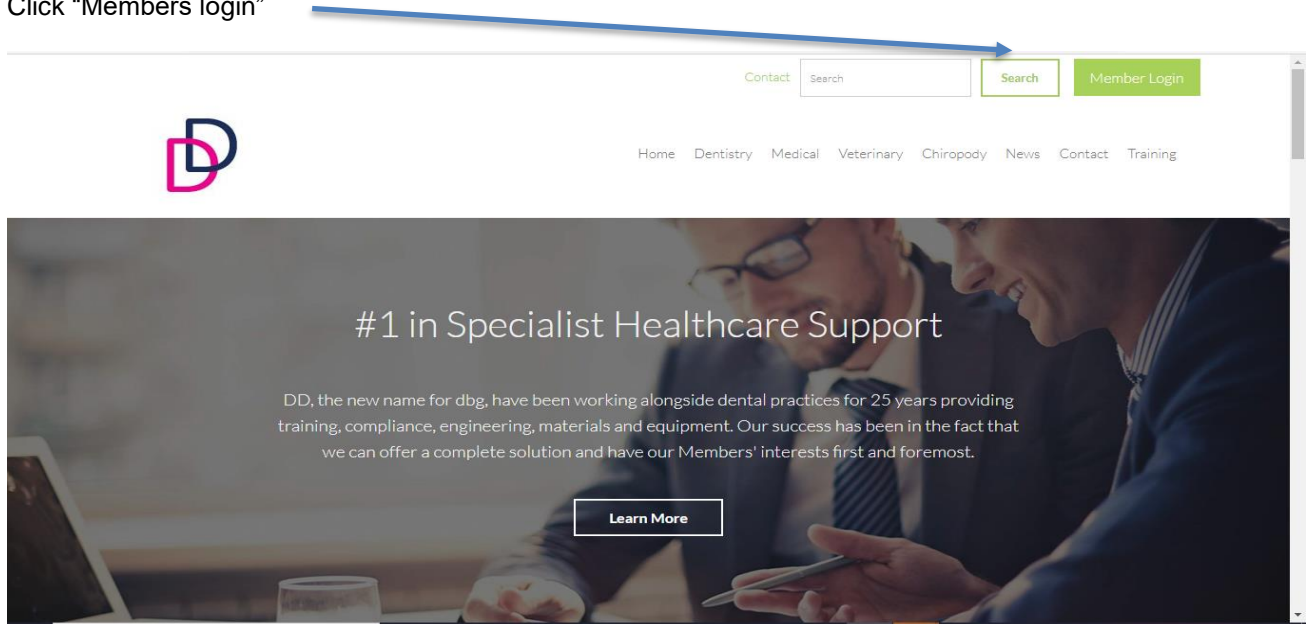 Click “Members login”
Contact Search Search Member Login
DD
Home Dentistry Medical Veterinary Chiropody News Contact Training
#1 in Specialist Healthcare Support
DD, the new name for dbg, have been working alongside dental practices for 25 years providing
training, compliance, engineering, materials and equipment. Our success has been in the fact that
we can offer a complete solution and have our Members' interests first and foremost.
Learn More